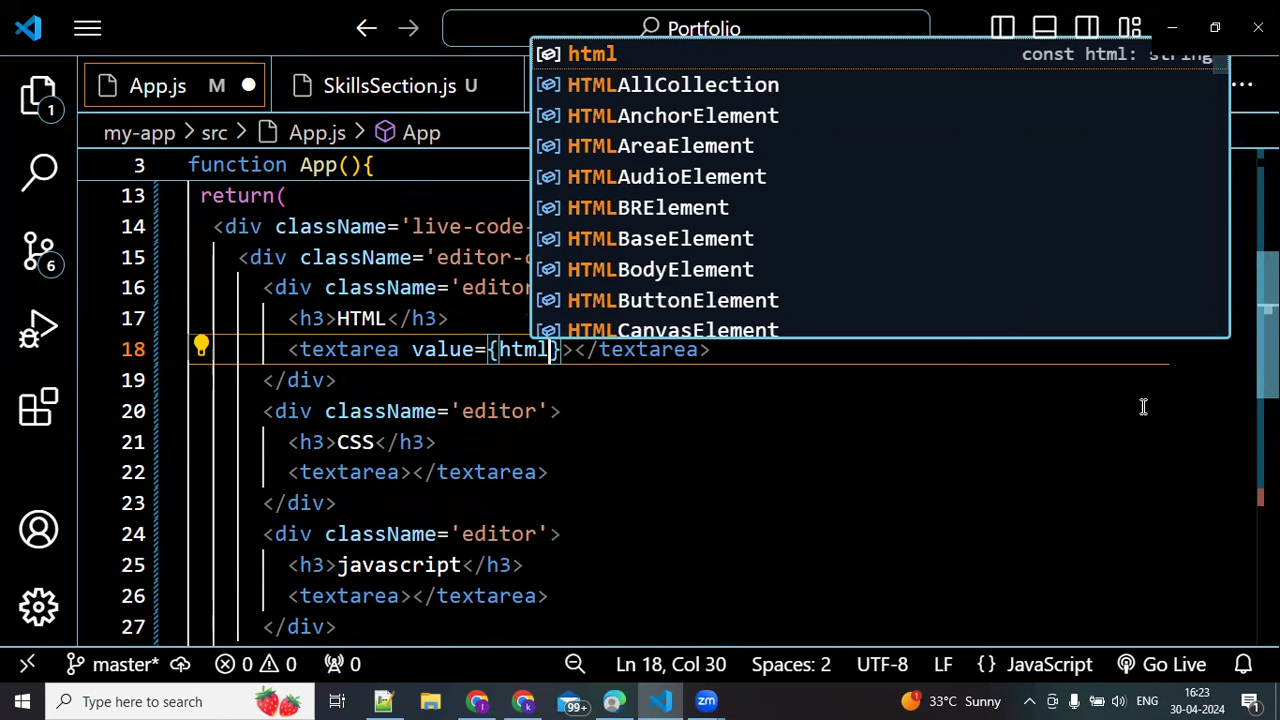 Portfolio
App.js M
SkillsSection.js U
my-app > src > App.js > App
3 function App(){
13 return(
14 <div className='live-code-
15 <div className='editor-c
16 <div className='editor
17 <h3>HTML</h3>
18 <textarea value={html}></textarea>
19 </div>
20 <div className='editor'>
21 <h3>CSS</h3>
22 <textarea></textarea>
23 </div>
24 <div className='editor'>
25 <h3>javascript</h3>
26 <textarea></textarea>
27 </div>
html const html: string
HTMLAllCollection
HTMLAnchorElement
HTMLAreaElement
HTMLAudioElement
HTMLBRElement
HTMLBaseElement
HTMLBodyElement
HTMLButtonElement
HTMLCanvasElement
1
6
master* 0 0 0 Ln 18, Col 30 Spaces: 2 UTF-8 LF {} JavaScript Go Live
Type here to search
99+
33°C Sunny
ENG
16:23
30-04-2024
1